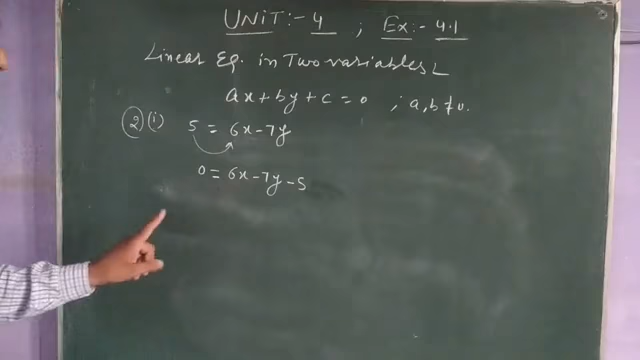 UNIT:- 4 ; Ex:- 4.1
Linear Eq. in Two variables
ax+by+c=0 ; a,b≠0.
② (i) 5 = 6x-7y
0 = 6x-7y-5